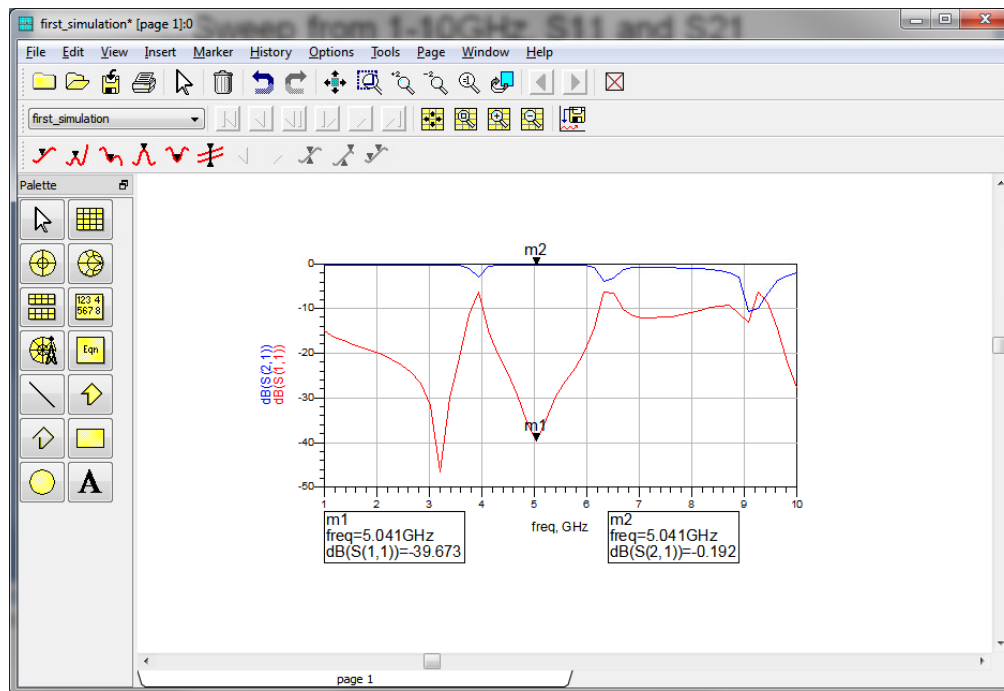 Sweep from 1-10GHz S11 and S21
first_simulation* [page 1]:0
File Edit View Insert Marker History Options Tools Page Window Help
first_simulation
Palette
123 4
567 8
Eqn
A
m2
0
-10
-20
-30
-40
-50
dB(S(2,1))
dB(S(1,1))
m1
1 2 3 4 5 6 7 8 9 10
freq, GHz
m1
freq=5.041GHz
dB(S(1,1))=-39.673
m2
freq=5.041GHz
dB(S(2,1))=-0.192
page 1